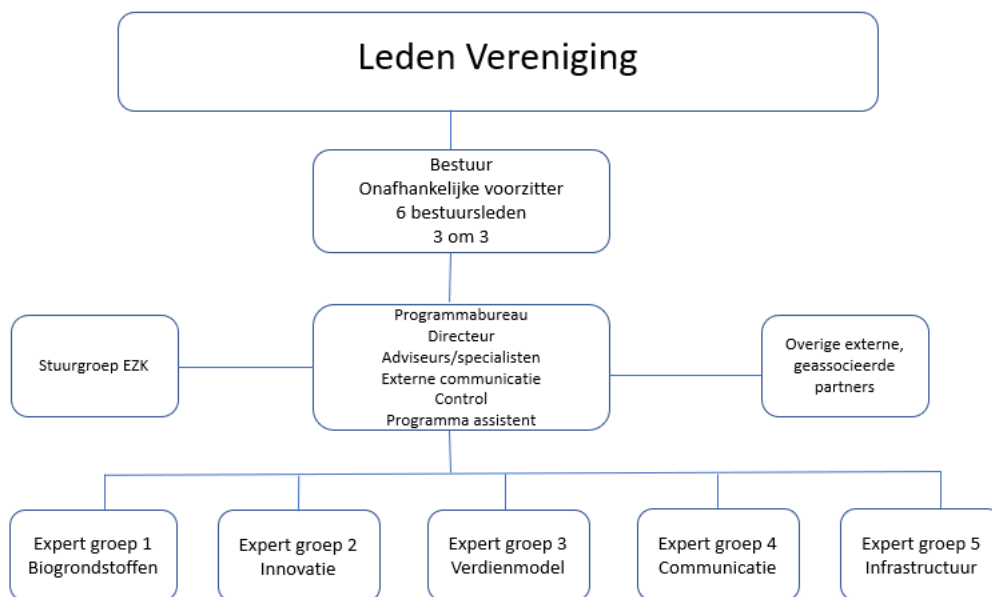 Leden Vereniging
Bestuur
Onafhankelijke voorzitter
6 bestuursleden
3 om 3
Programmabureau
Directeur
Adviseurs/specialisten
Externe communicatie
Control
Programma assistent
Stuurgroep EZK
Overige externe,
geassocieerde
partners
Expert groep 1
Biogrondstoffen
Expert groep 2
Innovatie
Expert groep 3
Verdienmodel
Expert groep 4
Communicatie
Expert groep 5
Infrastructuur